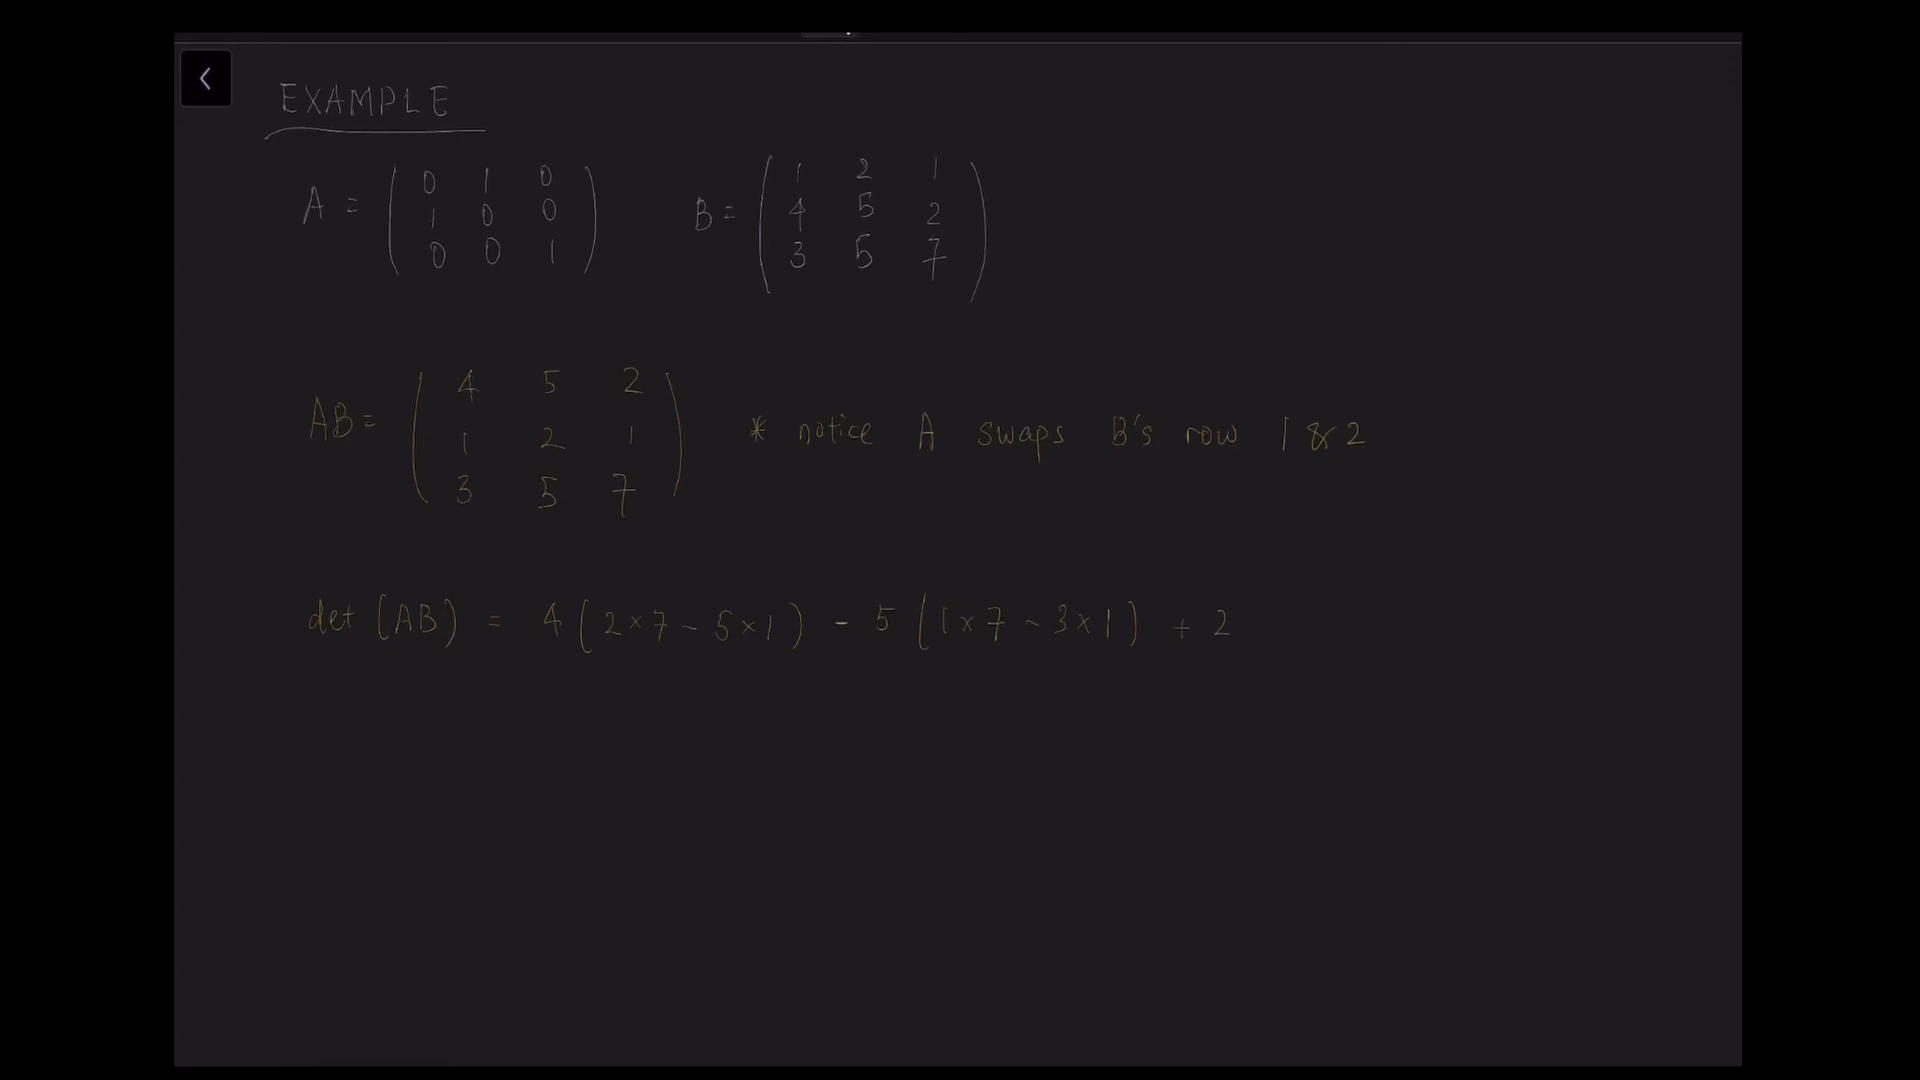 EXAMPLE
A = ( 0 1 0 B = ( 1 2 1
1 0 0 4 5 2
0 0 1 ) 3 5 7 )
AB = ( 4 5 2
1 2 1 * notice A swaps B's row 1 & 2
3 5 7 )
det (AB) = 4 ( 2 × 7 - 5 × 1 ) - 5 ( 1 × 7 - 3 × 1 ) + 2